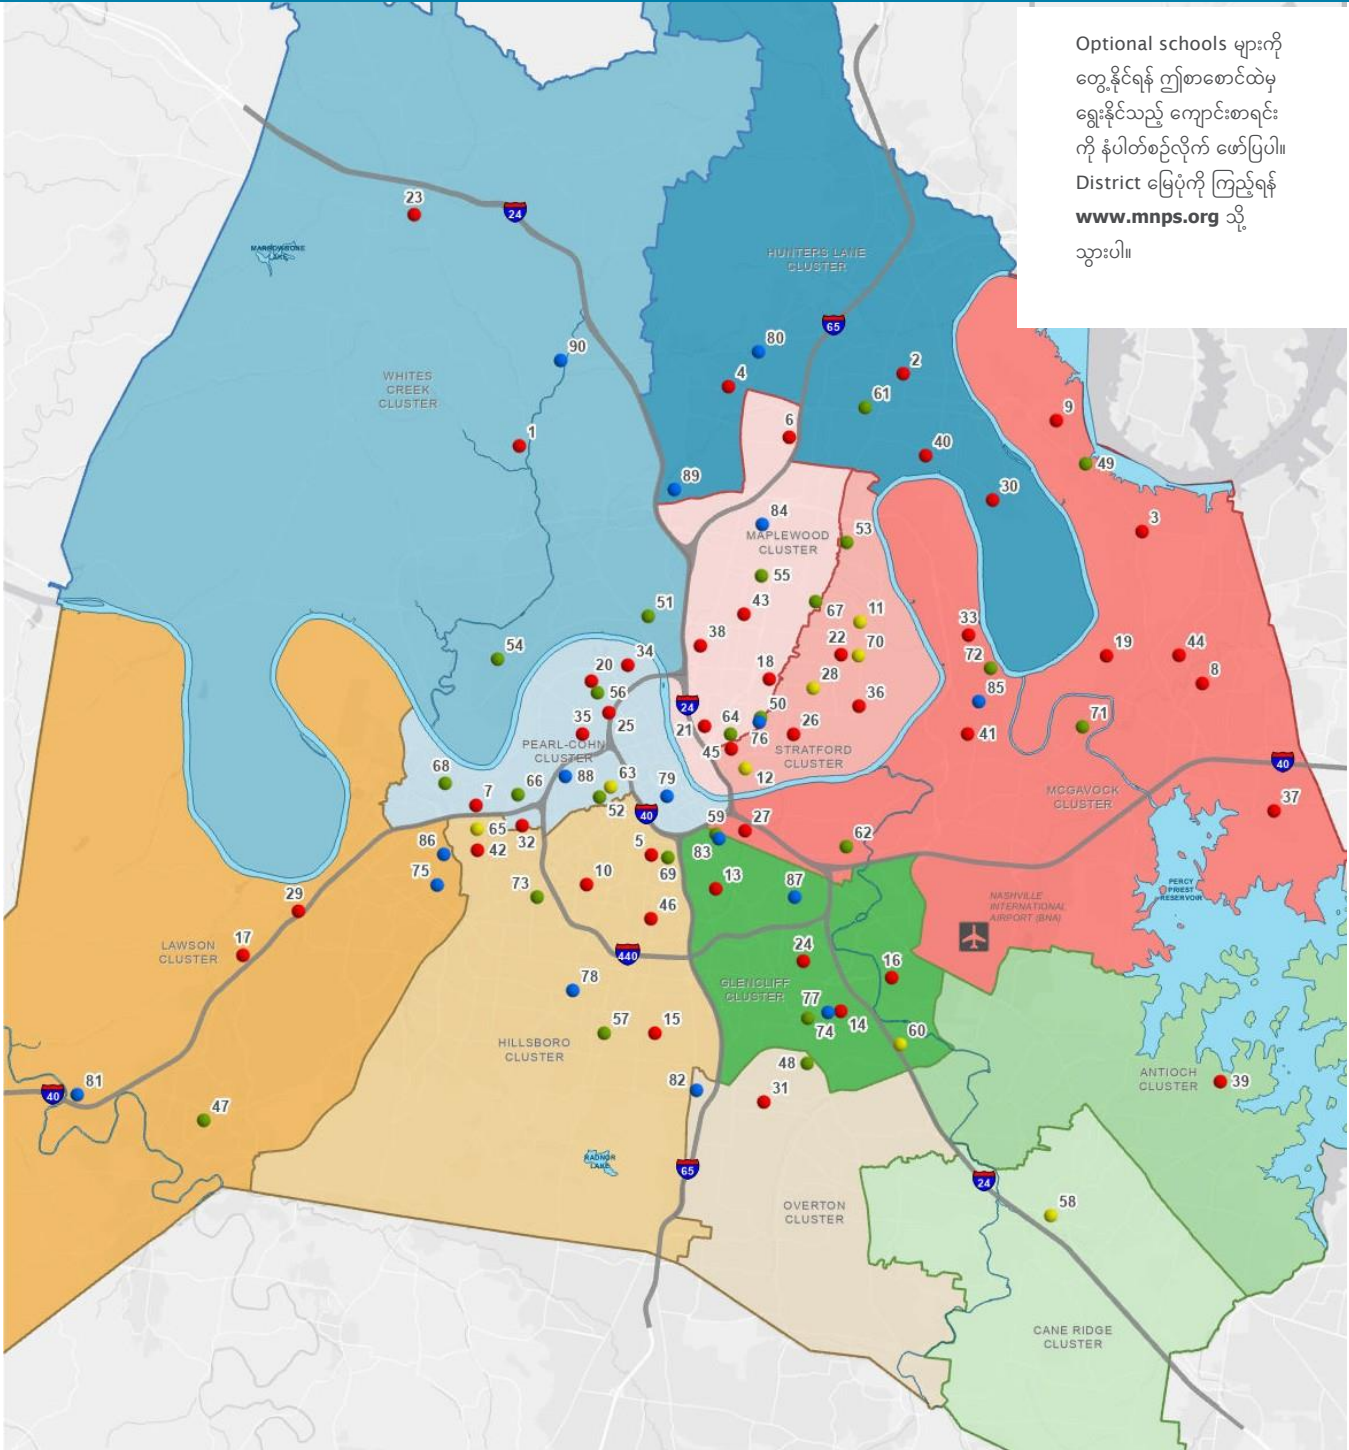 Optional schools များကို
တွေ့နိုင်ရန် ဤစာစောင်ထဲမှ
ရွေးနိုင်သည့် ကျောင်းစာရင်း
ကို နံပါတ်စဉ်လိုက် ဖော်ပြပါ။
District မြေပုံကို ကြည့်ရန်
www.mnps.org သို့
သွားပါ။
23
24
MARROWBONE
LAKE
HUNTERS LANE
CLUSTER
65
80
90
4
2
WHITES
CREEK
CLUSTER
61
9
6
1
40
49
89
30
3
84
MAPLEWOOD
CLUSTER
53
55
51
43
67
11
33
38
22
70
19
44
54
34
72
20
18
8
56
28
85
24
50
36
35
25
21
64
26
71
76
41
PEARL-COHN
CLUSTER
45
STRATFORD
CLUSTER
12
40
68
66
88
63
79
MCGAVOCK
CLUSTER
7
52
40
37
65
32
59
27
86
42
5
83
62
75
10
69
13
87
PERCY
PRIEST
RESERVOIR
73
29
46
NASHVILLE
INTERNATIONAL
AIRPORT (BNA)
17
LAWSON
CLUSTER
440
24
16
78
GLENCLIFF
CLUSTER
77
57
15
74
14
60
HILLSBORO
CLUSTER
48
ANTIOCH
CLUSTER
39
81
40
82
31
47
RADNOR
LAKE
65
24
OVERTON
CLUSTER
58
CANE RIDGE
CLUSTER